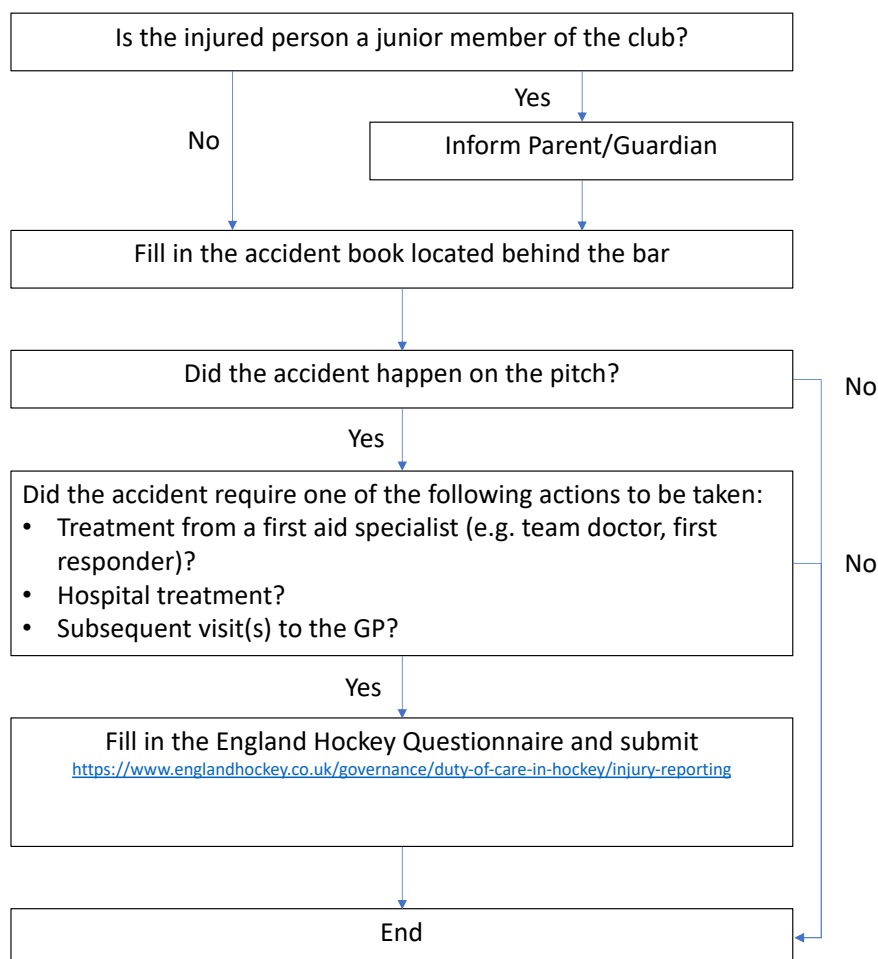 Is the injured person a junior member of the club?
Yes
No
Inform Parent/Guardian
Fill in the accident book located behind the bar
Did the accident happen on the pitch?
No
Yes
Did the accident require one of the following actions to be taken:
• Treatment from a first aid specialist (e.g. team doctor, first
responder)?
• Hospital treatment?
• Subsequent visit(s) to the GP?
No
Yes
Fill in the England Hockey Questionnaire and submit
https://www.englandhockey.co.uk/governance/duty-of-care-in-hockey/injury-reporting
End